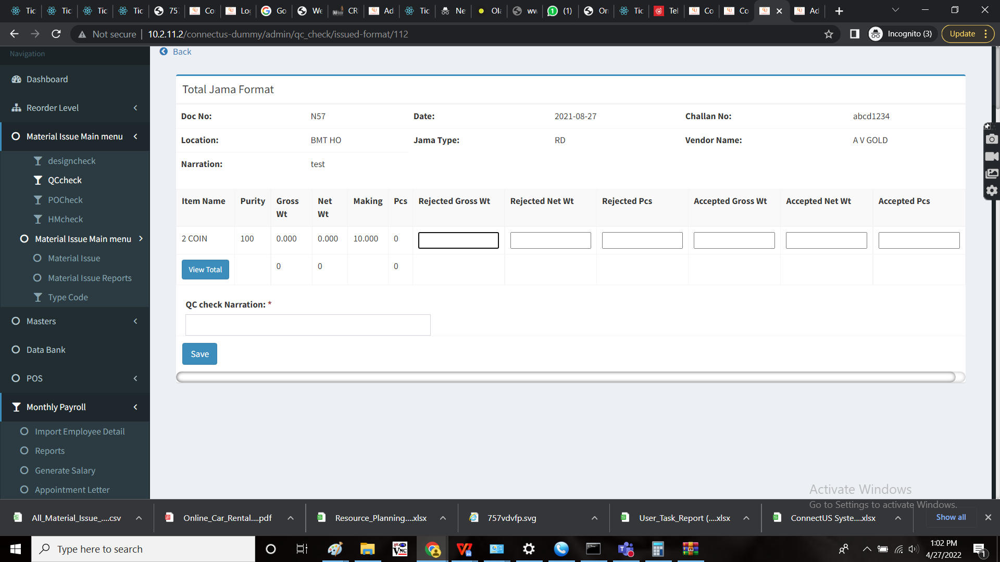 Tic
Tic
Tic
Tic
75
Co
Lo
Go
We
CR
Ad
Tic
Ne
Ola
ww
(1)
On
Tic
Tel
Co
Co
Ad
Not secure
10.2.11.2/connectus-dummy/admin/qc_check/issued-format/112
Incognito (3)
Update
Navigation
Dashboard
Reorder Level
Material Issue Main menu
designcheck
QCcheck
POCheck
HMcheck
Material Issue Main menu
Material Issue
Material Issue Reports
Type Code
Masters
Data Bank
POS
Monthly Payroll
Import Employee Detail
Reports
Generate Salary
Appointment Letter
Back
Total Jama Format
Doc No: N57 Date: 2021-08-27 Challan No: abcd1234
Location: BMT HO Jama Type: RD Vendor Name: A V GOLD
Narration: test
Item Name Purity Gross Wt Net Wt Making Pcs Rejected Gross Wt Rejected Net Wt Rejected Pcs Accepted Gross Wt Accepted Net Wt Accepted Pcs
2 COIN 100 0.000 0.000 10.000 0
View Total 0 0 0
QC check Narration: *
Save
Activate Windows
Go to Settings to activate Windows.
All_Material_Issue_....csv
Online_Car_Rental....pdf
Resource_Planning....xlsx
757vdvfp.svg
User_Task_Report (....xlsx
ConnectUS Syste....xlsx
Show all
Type here to search
1:02 PM
4/27/2022
1